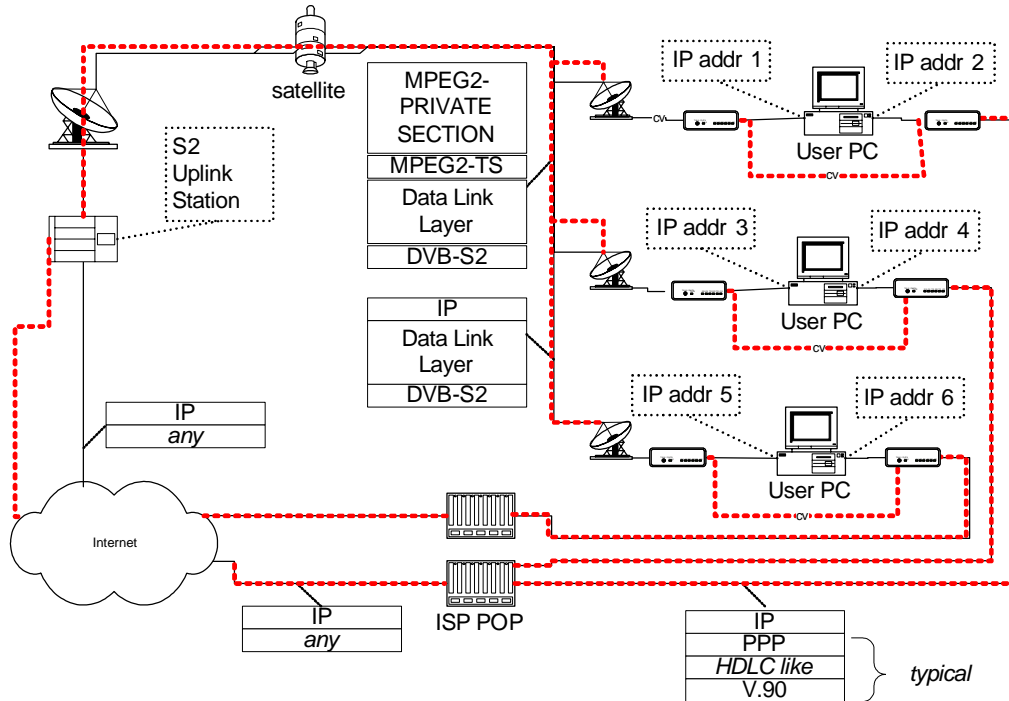 satellite
S2
Uplink
Station
MPEG2-
PRIVATE
SECTION
MPEG2-TS
Data Link
Layer
DVB-S2
IP
Data Link
Layer
DVB-S2
IP addr 1
IP addr 2
CV
User PC
CV
IP addr 3
IP addr 4
User PC
CV
IP addr 5
IP addr 6
User PC
CV
IP
any
Internet
IP
any
ISP POP
IP
PPP
HDLC like
V.90
typical